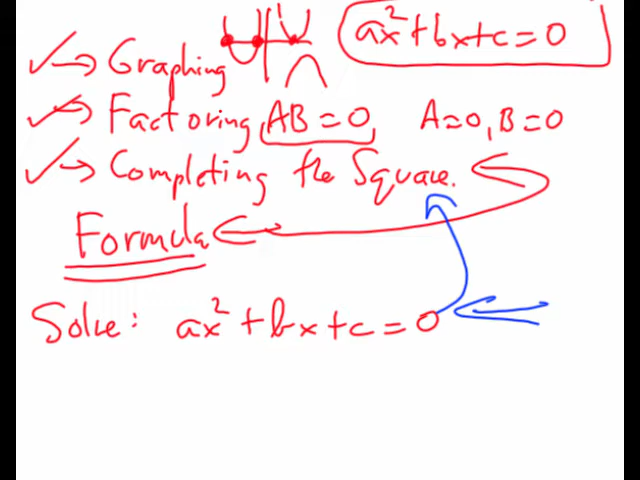 ax² + bx + c = 0
→ Graphing
→ Factoring AB = 0, A=0, B=0
→ Completing the Square.
Formula
Solve: ax² + bx + c = 0